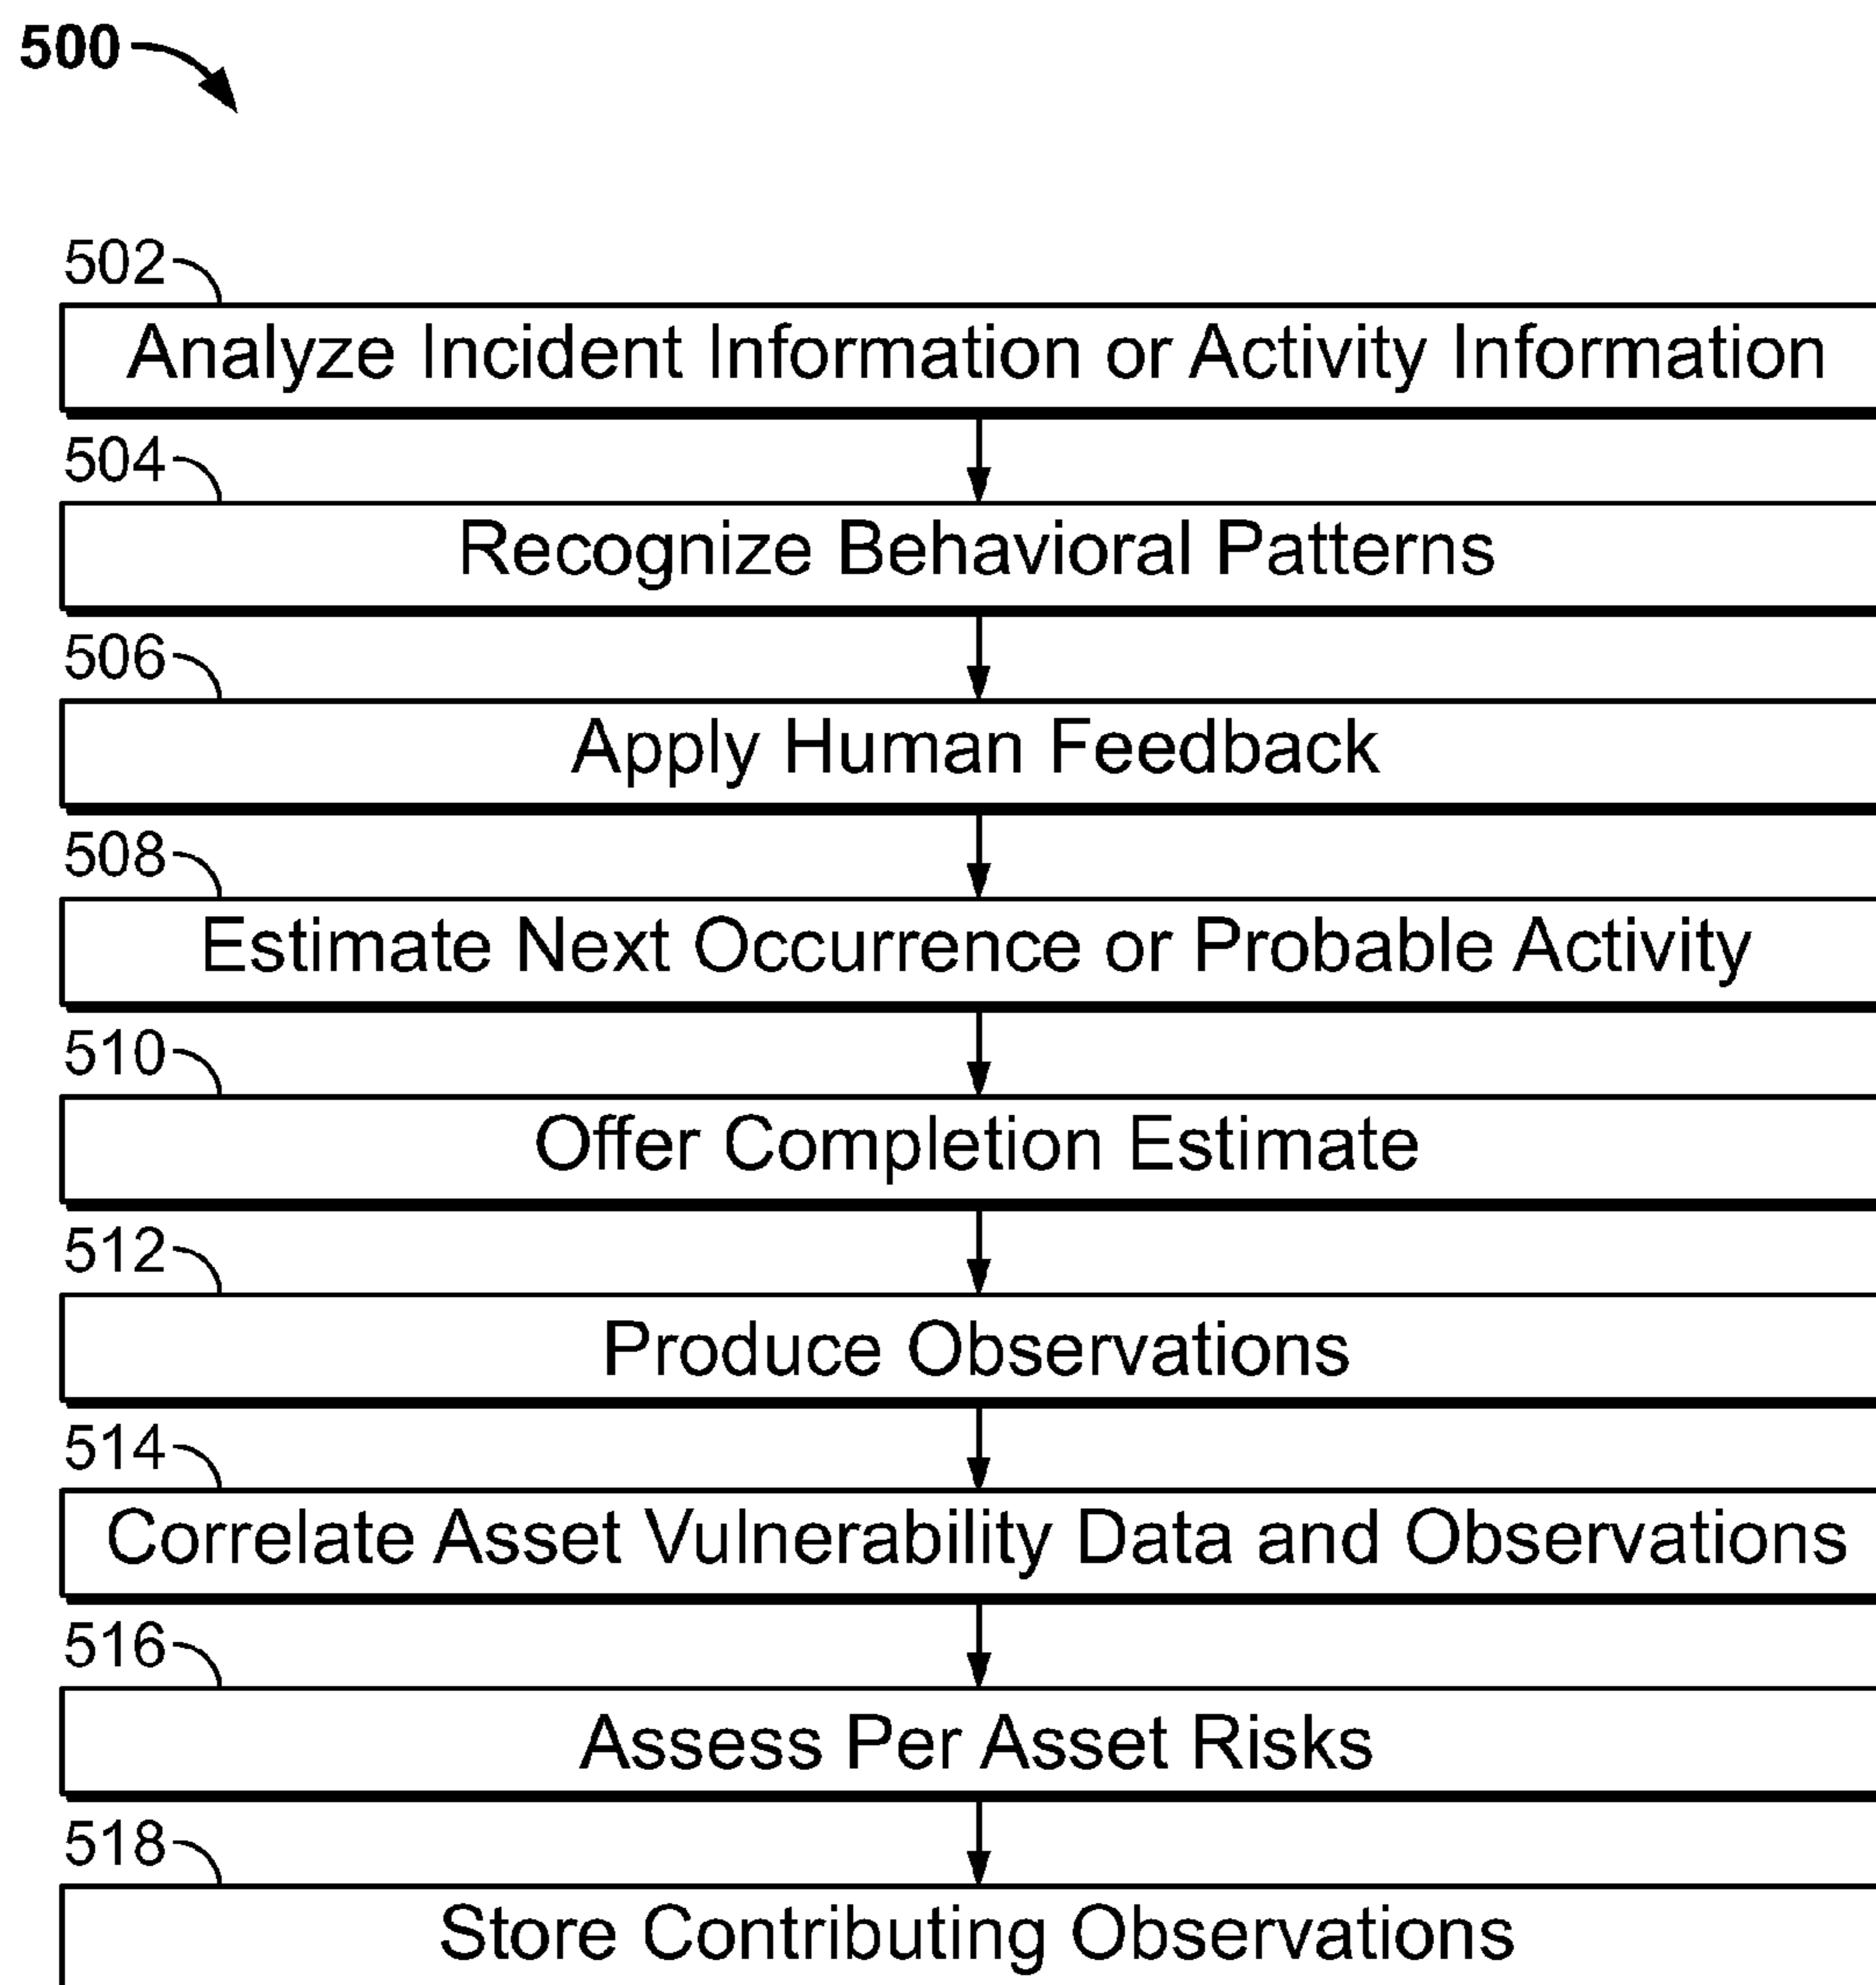 500
502
Analyze Incident Information or Activity Information
504
Recognize Behavioral Patterns
506
Apply Human Feedback
508
Estimate Next Occurrence or Probable Activity
510
Offer Completion Estimate
512
Produce Observations
514
Correlate Asset Vulnerability Data and Observations
516
Assess Per Asset Risks
518
Store Contributing Observations